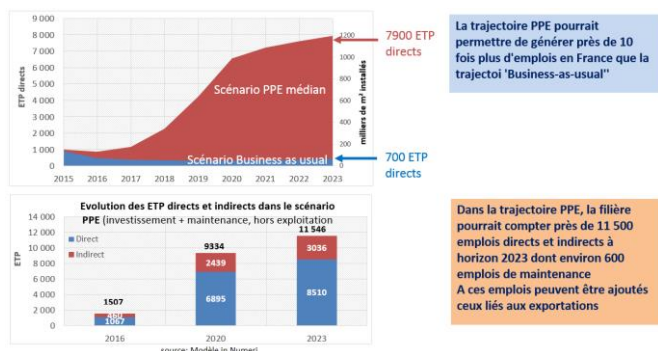 9 000
8 000
7 000
6 000
5 000
4 000
3 000
2 000
1 000
0
ETP directs
2015 2016 2017 2018 2019 2020 2021 2022 2023
1200
1000
800
600
400
200
0
milliers de m² installés
Scénario PPE médian
Scénario Business as usual
7900 ETP
directs
700 ETP
directs
La trajectoire PPE pourrait
permettre de générer près de 10
fois plus d'emplois en France que la
trajectoi 'Business-as-usual"
Evolution des ETP directs et indirects dans le scénario
PPE (investissement + maintenance, hors exploitation
14 000
12 000
10 000
8 000
6 000
4 000
2 000
0
ETP
Direct
Indirect
1507
1067
9334
2439
6895
11 546
3036
8510
2016 2020 2023
source: Modèle in Numeri
Dans la trajectoire PPE, la filière
pourrait compter près de 11 500
emplois directs et indirects à
horizon 2023 dont environ 600
emplois de maintenance
A ces emplois peuvent être ajoutés
ceux liés aux exportations